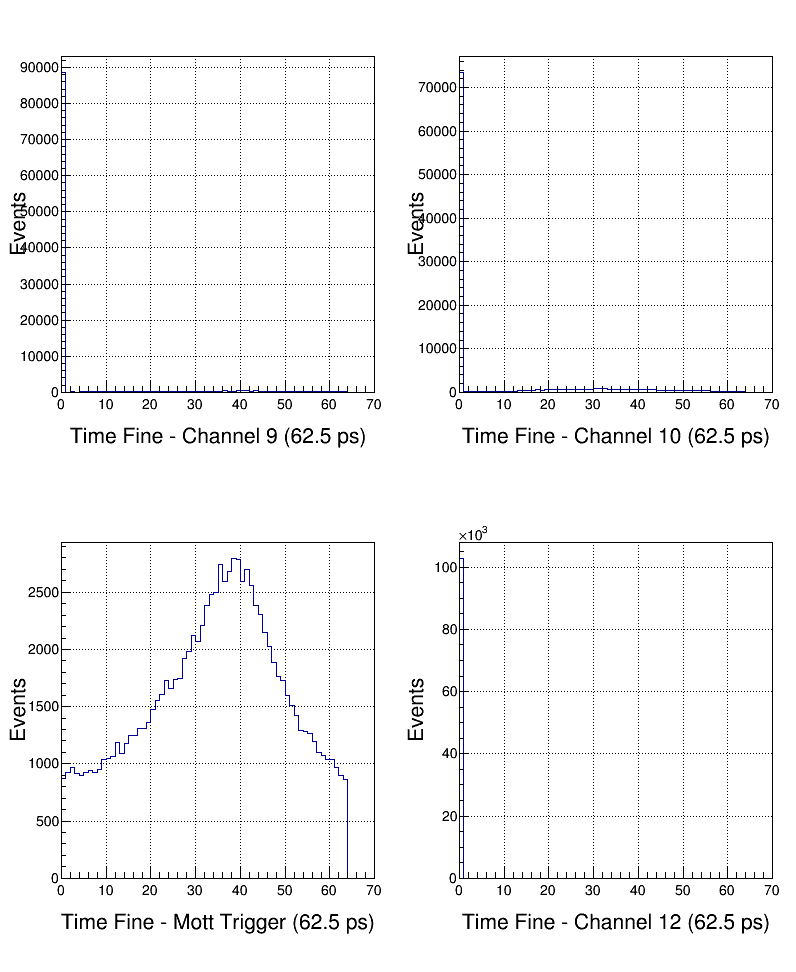 90000
80000
70000
60000
50000
40000
30000
20000
10000
0
Events
0 10 20 30 40 50 60 70
Time Fine - Channel 9 (62.5 ps)
70000
60000
50000
40000
30000
20000
10000
0
Events
0 10 20 30 40 50 60 70
Time Fine - Channel 10 (62.5 ps)
2500
2000
1500
1000
500
0
Events
0 10 20 30 40 50 60 70
Time Fine - Mott Trigger (62.5 ps)
×10³
100
80
60
40
20
0
Events
0 10 20 30 40 50 60 70
Time Fine - Channel 12 (62.5 ps)